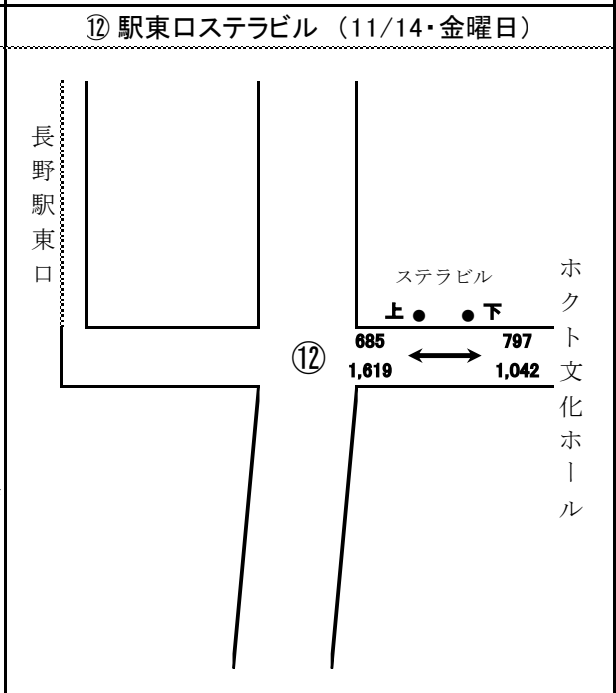 ⑫ 駅東口ステラビル （11/14・金曜日）
長野駅東口
ステラビル
上 ● ● 下
685 797
⑫
1,619 1,042
ホクト文化ホール